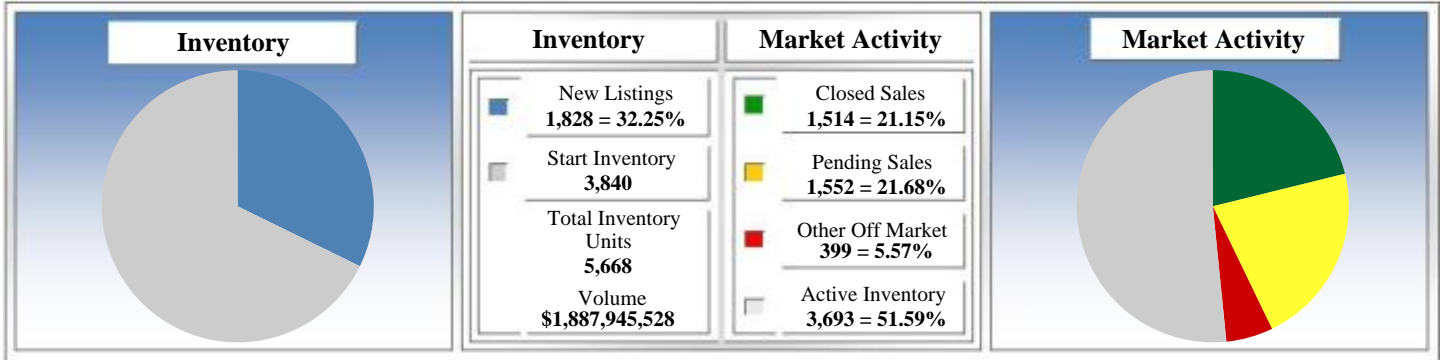 Inventory
Inventory
New Listings
1,828 = 32.25%
Start Inventory
3,840
Total Inventory
Units
5,668
Volume
$1,887,945,528
Market Activity
Closed Sales
1,514 = 21.15%
Pending Sales
1,552 = 21.68%
Other Off Market
399 = 5.57%
Active Inventory
3,693 = 51.59%
Market Activity